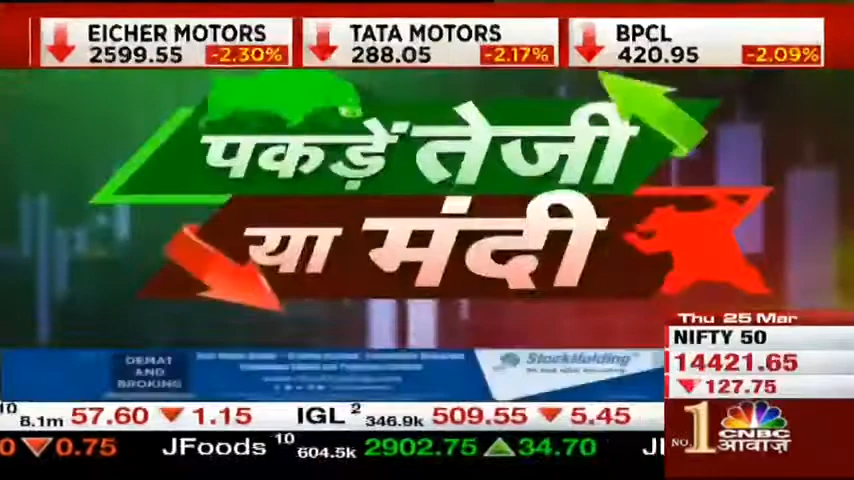 EICHER MOTORS
2599.55 -2.30%
TATA MOTORS
288.05 -2.17%
BPCL
420.95 -2.09%
पकड़ें तेजी
या मंदी
Thu 25 Mar
NIFTY 50
14421.65
127.75
DEMAT
AND
BROKING
StockHolding
10 8.1m 57.60 1.15 IGL 2 346.9k 509.55 5.45
0 0.75 JFoods 10 604.5k 2902.75 34.70
NO. 1 CNBC
आवाज़